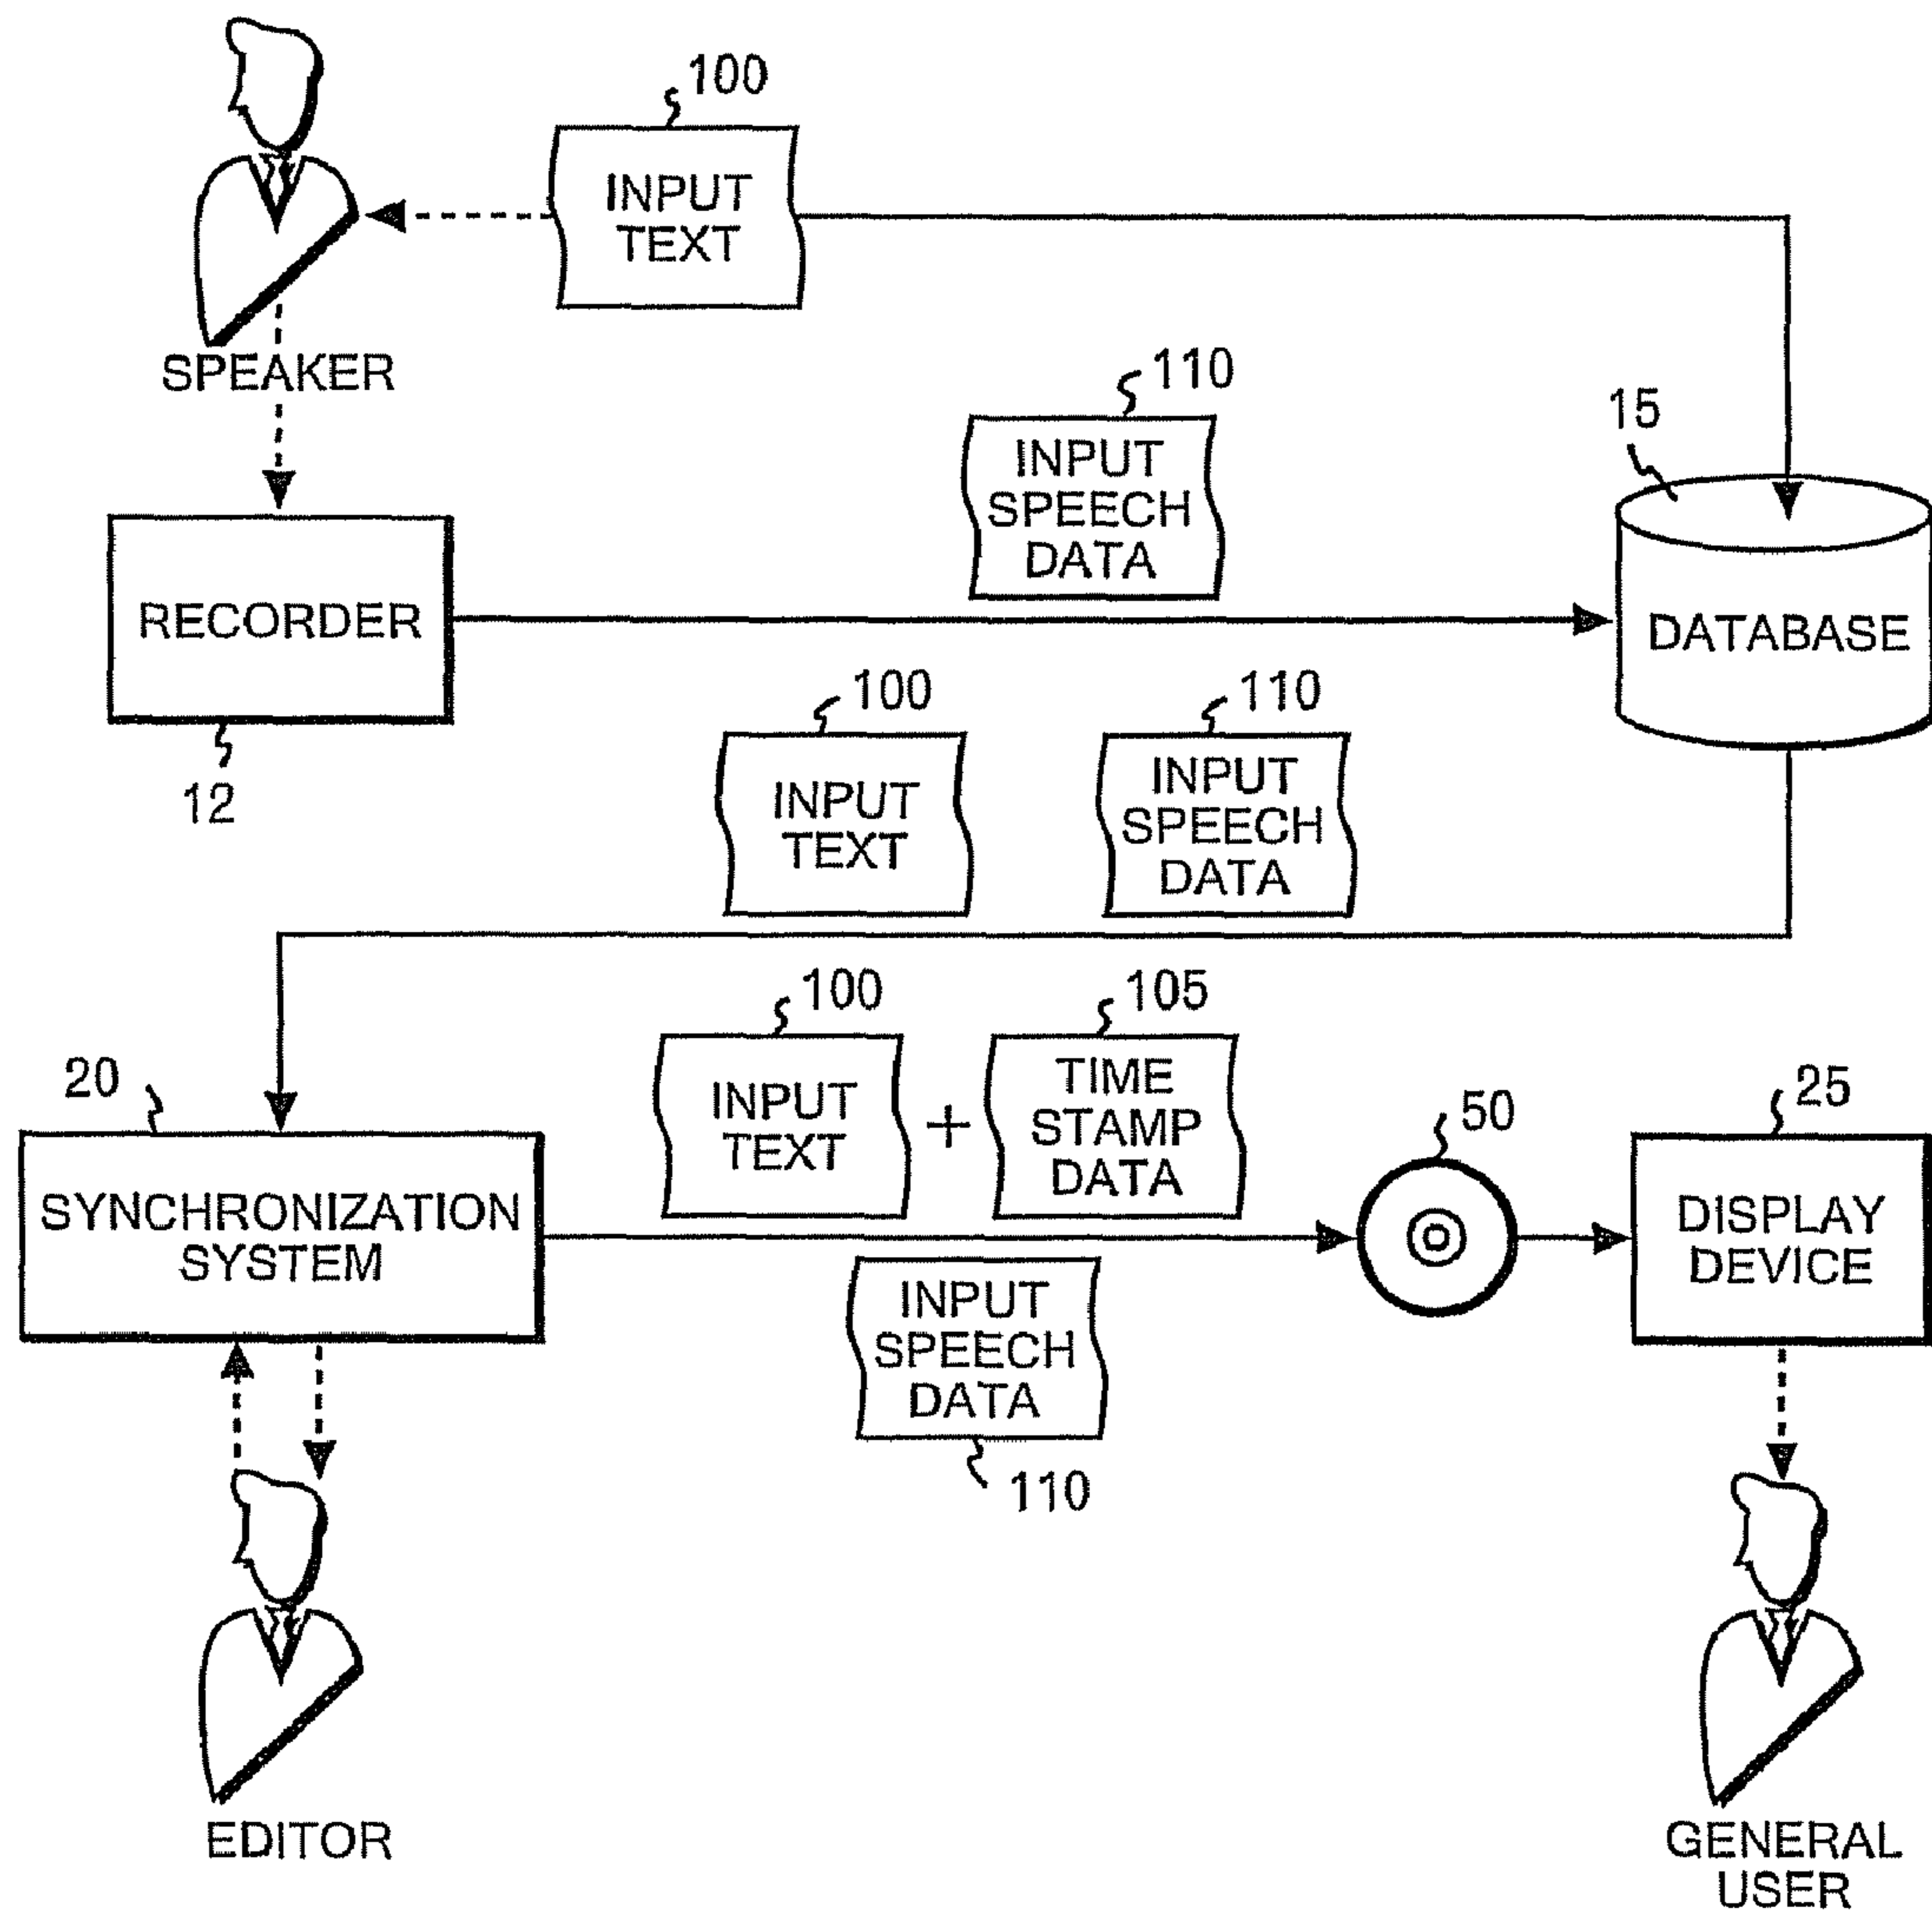 100
INPUT
TEXT
SPEAKER
110
INPUT
SPEECH
DATA
15
RECORDER
DATABASE
12
100
INPUT
TEXT
110
INPUT
SPEECH
DATA
100
INPUT
TEXT
+
105
TIME
STAMP
DATA
20
SYNCHRONIZATION
SYSTEM
50
25
DISPLAY
DEVICE
INPUT
SPEECH
DATA
110
EDITOR
GENERAL
USER